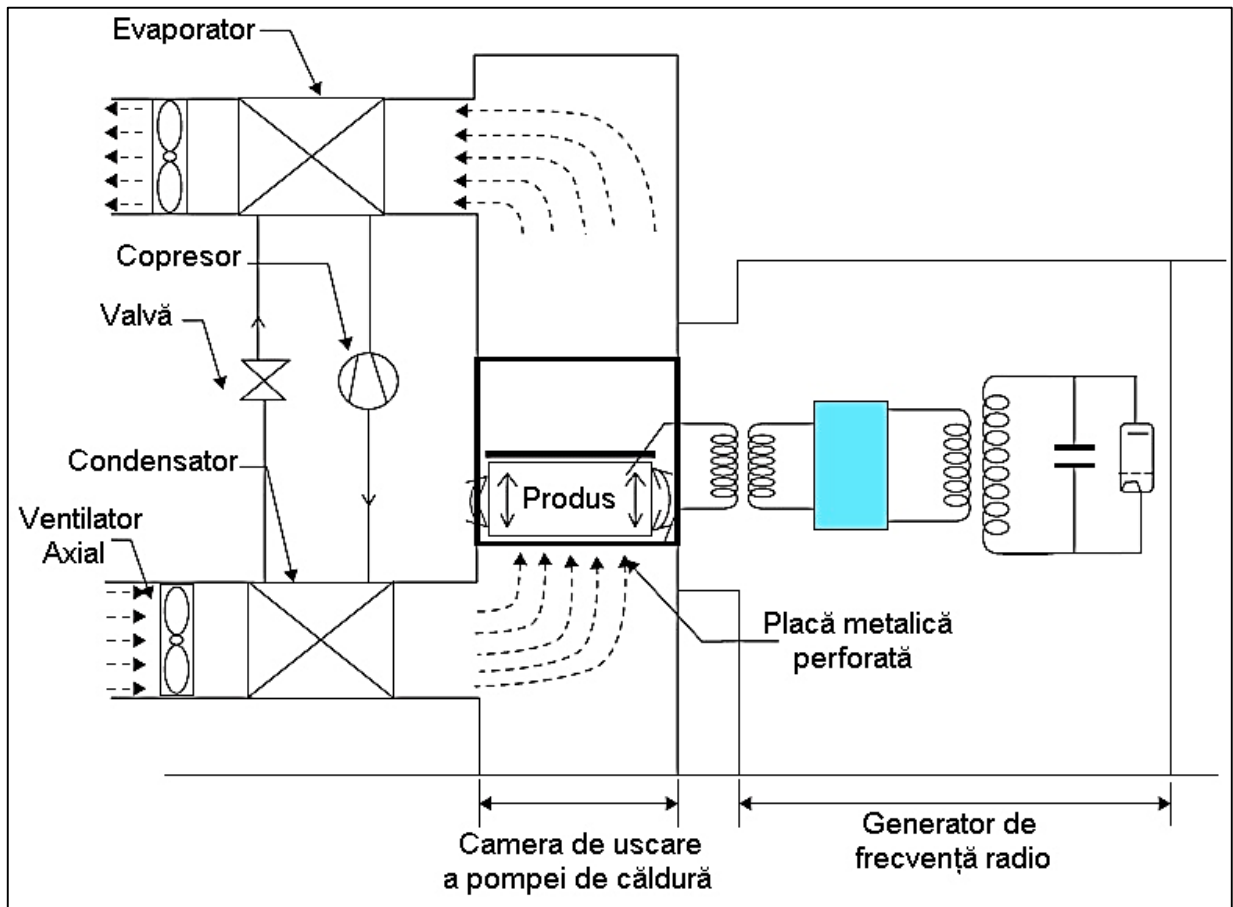 Evaporator
Copresor
Valvă
Condensator
Ventilator
Axial
Produs
Placă metalică
perforată
Camera de uscare
a pompei de căldură
Generator de
frecvență radio